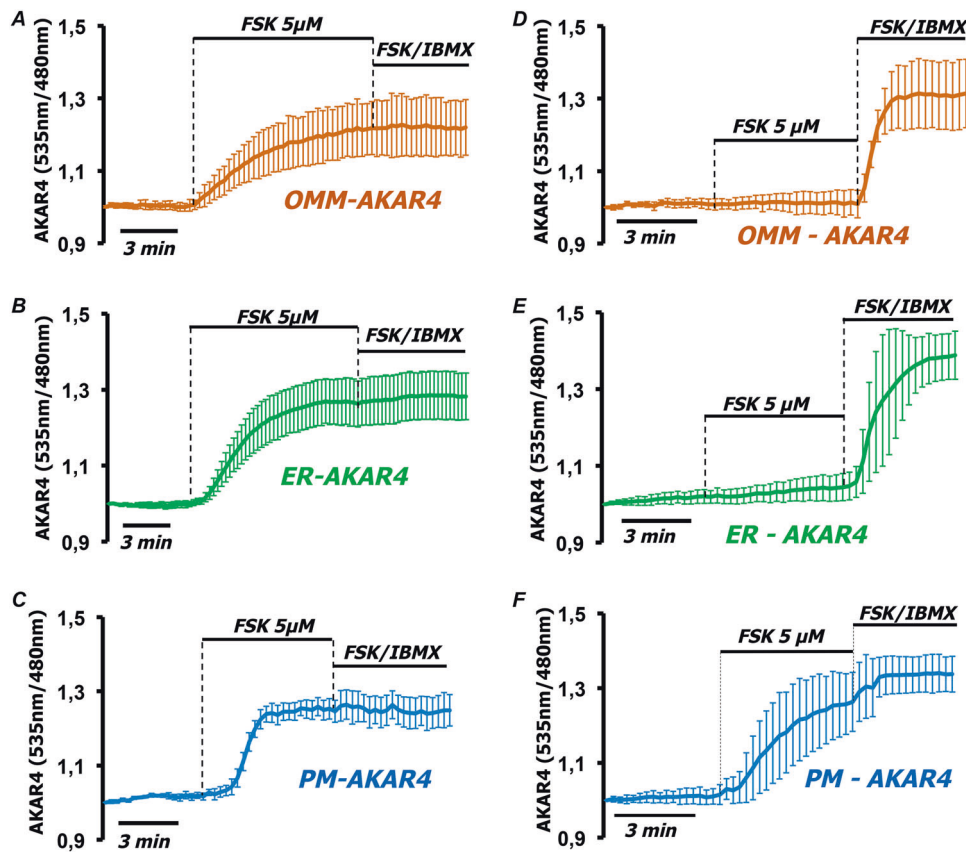 A
1,5
1,3
1,1
0,9
AKAR4 (535nm/480nm)
FSK 5µM
FSK/IBMX
OMM-AKAR4
3 min
D
1,5
1,3
1,1
0,9
AKAR4 (535nm/480nm)
FSK/IBMX
FSK 5 µM
OMM - AKAR4
3 min
B
1,5
1,3
1,1
0,9
AKAR4 (535nm/480nm)
FSK 5µM
FSK/IBMX
ER-AKAR4
3 min
E
1,5
1,3
1,1
0,9
AKAR4 (535nm/480nm)
FSK/IBMX
FSK 5 µM
ER - AKAR4
3 min
C
1,5
1,3
1,1
0,9
AKAR4 (535nm/480nm)
FSK 5µM
FSK/IBMX
PM-AKAR4
3 min
F
1,5
1,3
1,1
0,9
AKAR4 (535nm/480nm)
FSK/IBMX
FSK 5 µM
PM - AKAR4
3 min